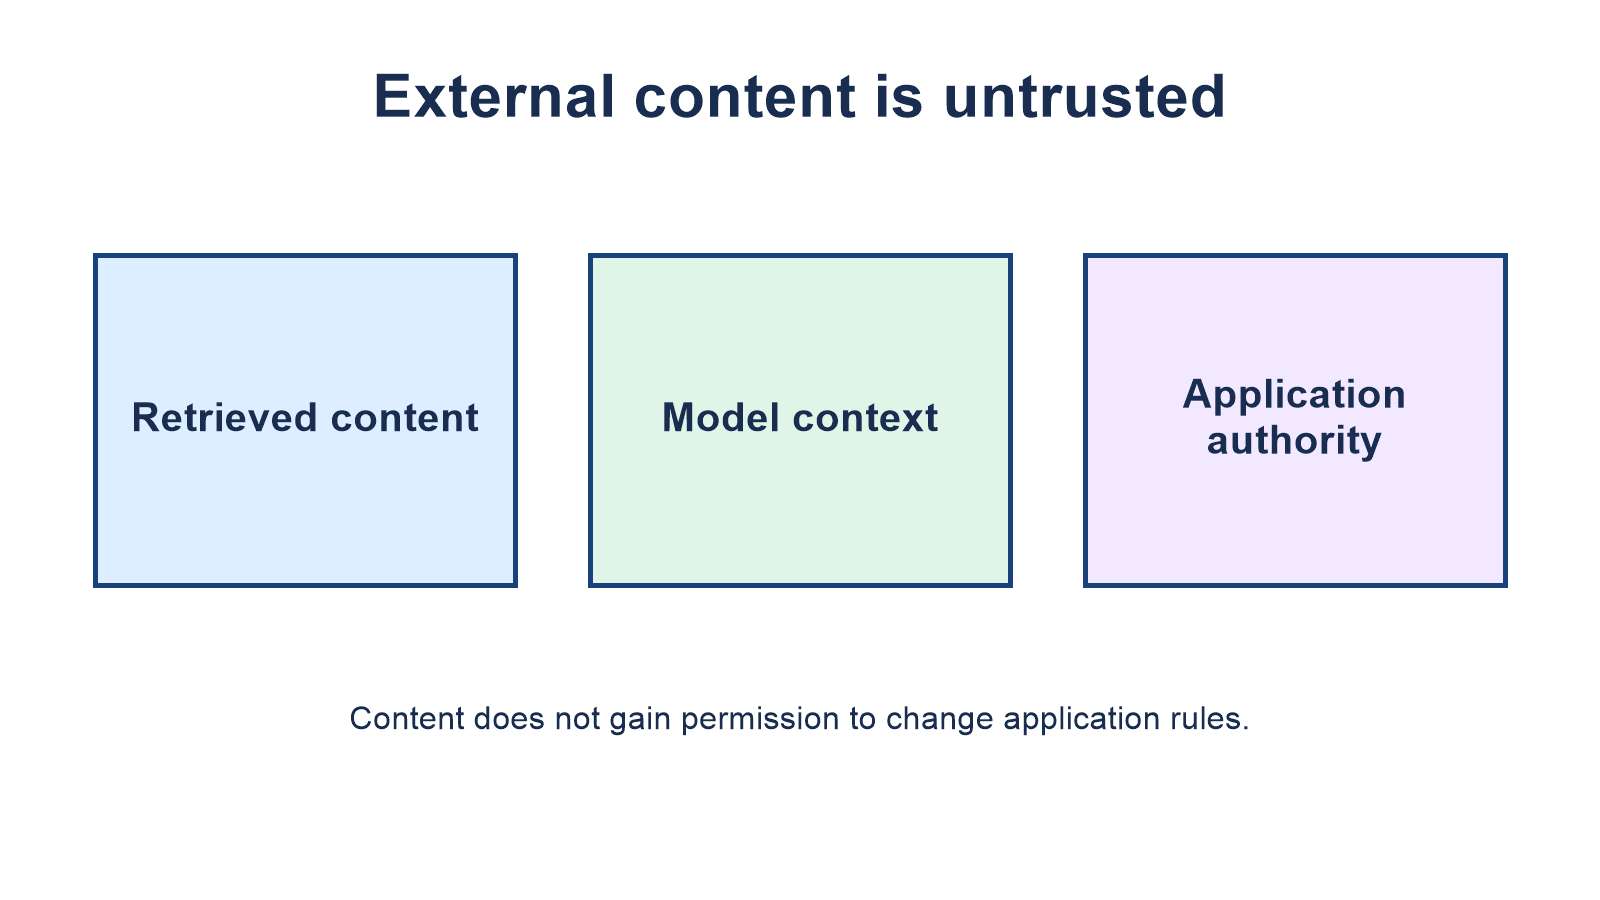 External content is untrusted
Retrieved content
Model context
Application
authority
Content does not gain permission to change application rules.